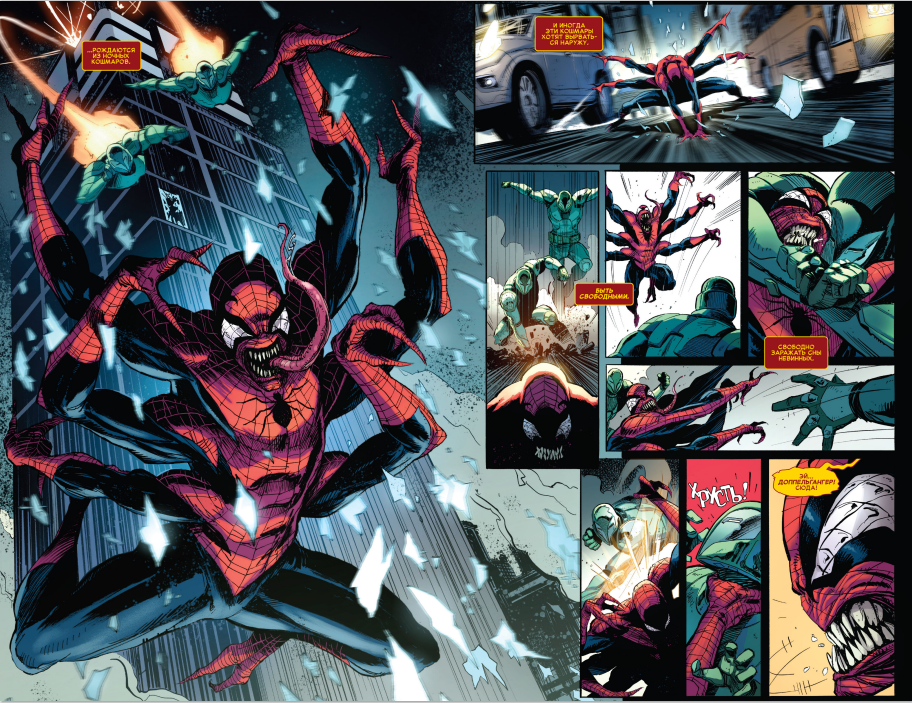 ...РОЖДАЮТСЯ
ИЗ НОЧНЫХ
КОШМАРОВ.
И ИНОГДА
ЭТИ КОШМАРЫ
ХОТЯТ ВЫРВАТЬ-
СЯ НАРУЖУ.
БЫТЬ
СВОБОДНЫМИ.
СВОБОДНО
ЗАРАЖАТЬ СНЫ
НЕВИННЫХ.
ХРУСТЬ!
ЭЙ...
ДОППЕЛЬГАНГЕР!
СЮДА!